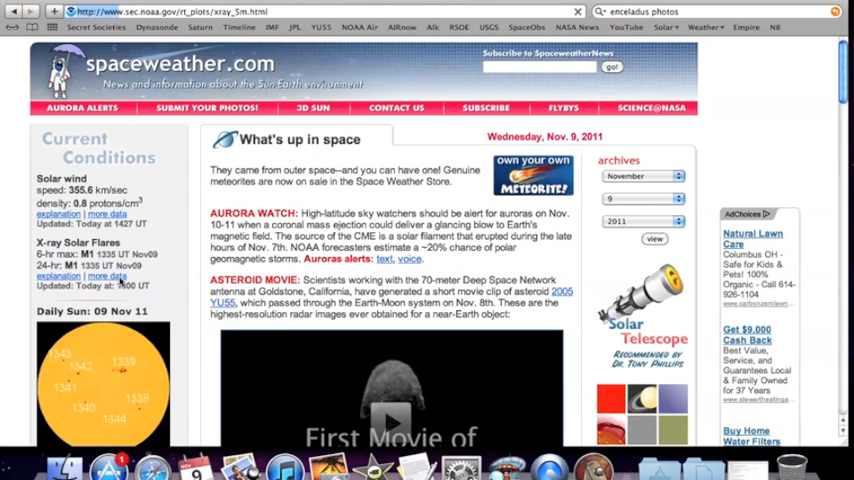 http://www.sec.noaa.gov/rt_plots/xray_5m.html
enceladus photos
Secret Societies Dynasode Saturn Timeline IMF JPL YU55 NOAA Air AIRnow Alk RSOE USGS SpaceObs NASA News YouTube Solar Weather Emperor N8
spaceweather.com
News and information about the Sun Earth environment
Subscribe to SpaceweatherNews
go!
AURORA ALERTS SUBMIT YOUR PHOTOS! 3D SUN CONTACT US SUBSCRIBE FLYBYS SCIENCE@NASA
Current
Conditions
Solar wind
speed: 355.6 km/sec
density: 0.8 protons/cm3
explanation | more data
Updated: Today at 1427 UT
X-ray Solar Flares
6-hr max: M1 1335 UT Nov09
24-hr: M1 1335 UT Nov09
explanation | more data
Updated: Today at: UT
Daily Sun: 09 Nov 11
1343
1342
1339
1341
1338
1340
1344
What's up in space
Wednesday, Nov. 9, 2011
They came from outer space--and you can have one! Genuine
meteorites are now on sale in the Space Weather Store.
own your own
METEORITE!
AURORA WATCH: High-latitude sky watchers should be alert for auroras on Nov.
10-11 when a coronal mass ejection could deliver a glancing blow to Earth's
magnetic field. The source of the CME is a solar filament that erupted during the late
hours of Nov. 7th. NOAA forecasters estimate a ~20% chance of polar
geomagnetic storms. Aurora alerts: text, voice.
ASTEROID MOVIE: Scientists working with the 70-meter Deep Space Network
antenna at Goldstone, California, have generated a short movie clip of asteroid 2005
YU55, which passed through the Earth-Moon system on Nov. 8th. These are the
highest-resolution radar images ever obtained for a near-Earth object:
First Movie of
archives
November
9
2011
view
Solar
Telescope
RECOMMENDED BY
DR. TONY PHILLIPS
AdChoices
Natural Lawn
Care
Columbus OH -
Safe for Kids &
Pets! 100%
Organic - Call 614-
926-1104
Get $9,000
Cash Back
Best Value,
Service, and
Guarantees Local
& Family Owned
for 37 Years
Buy Home
Water Filters
1
9